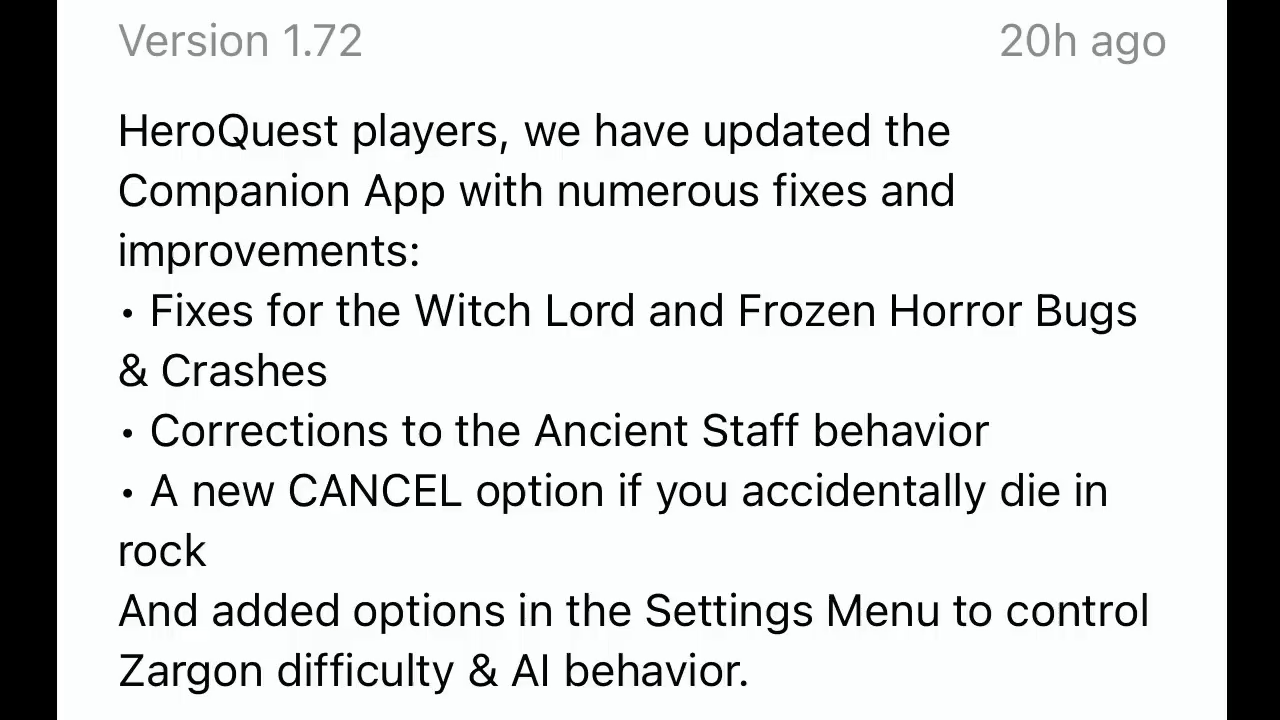 Version 1.72
20h ago
HeroQuest players, we have updated the
Companion App with numerous fixes and
improvements:
• Fixes for the Witch Lord and Frozen Horror Bugs
& Crashes
• Corrections to the Ancient Staff behavior
• A new CANCEL option if you accidentally die in
rock
And added options in the Settings Menu to control
Zargon difficulty & AI behavior.